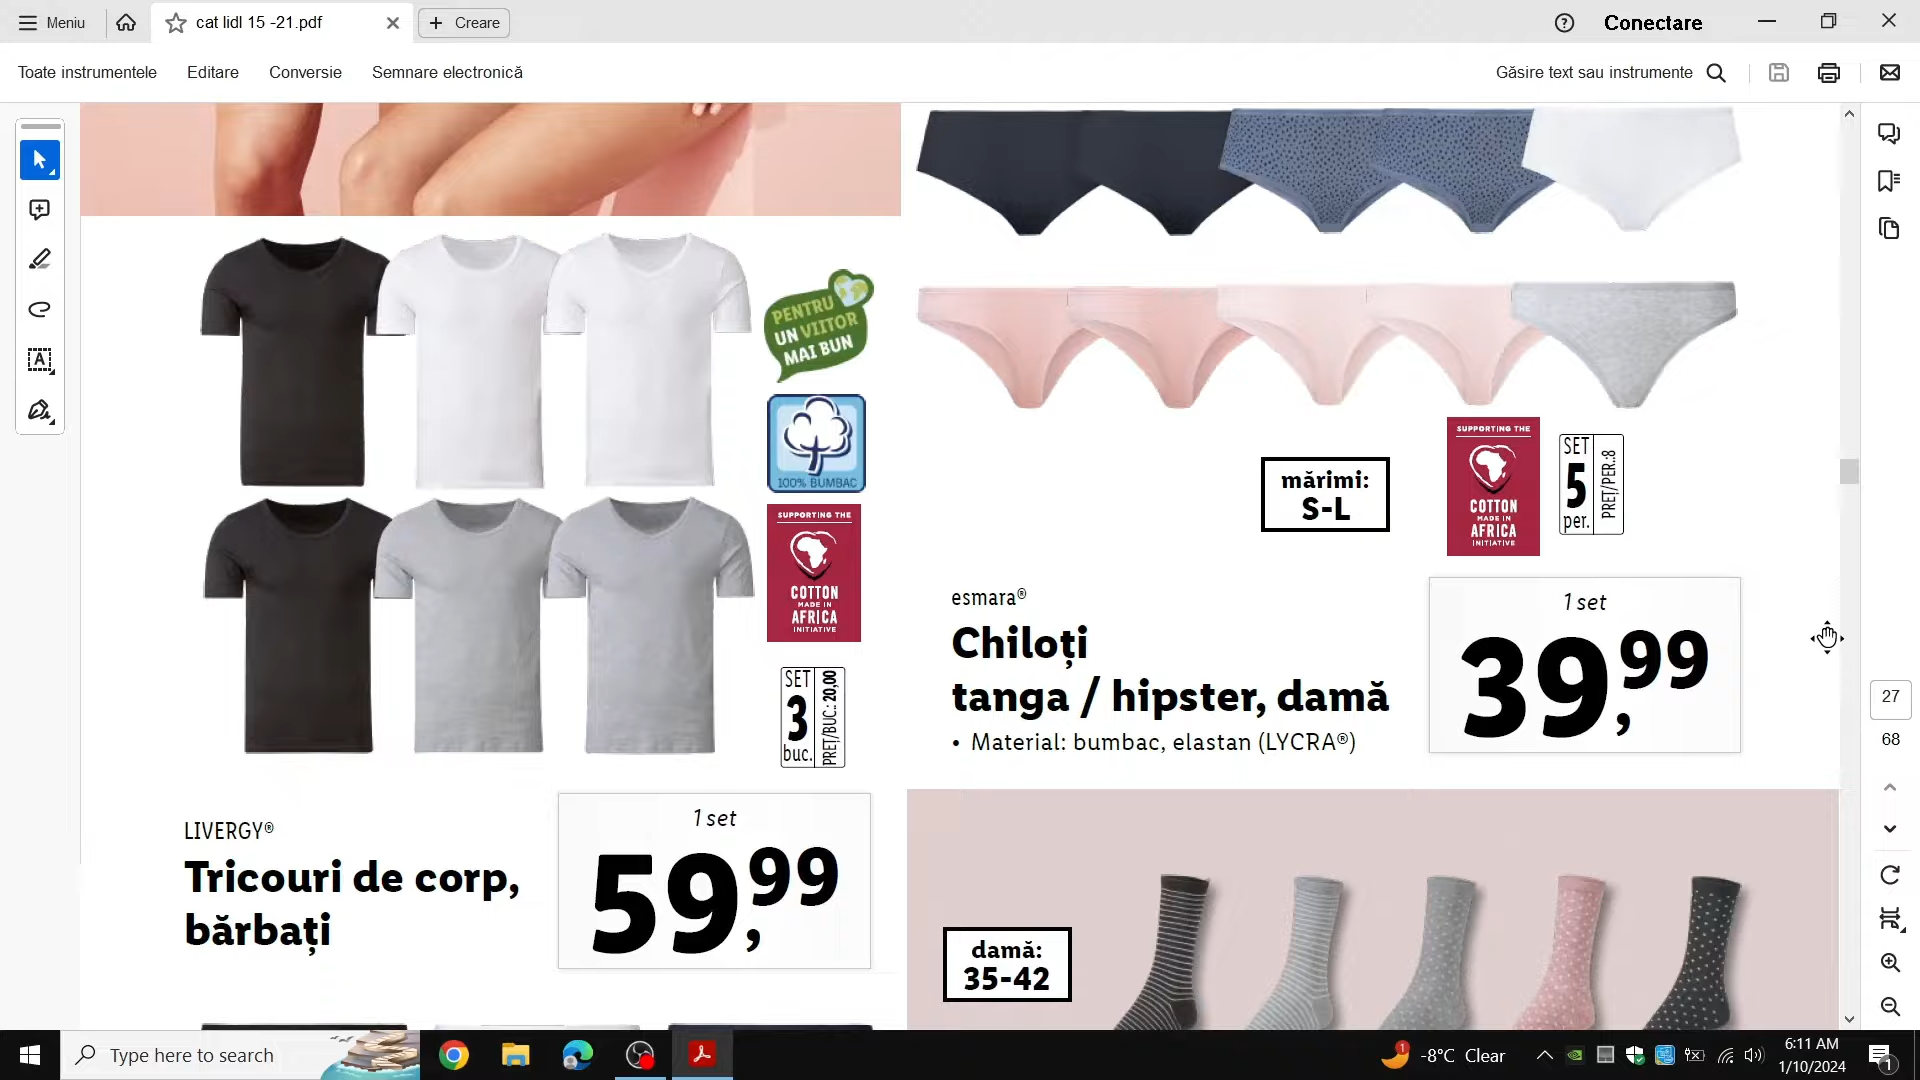 Meniu
cat lidl 15 -21.pdf
Creare
Conectare
Toate instrumentele
Editare
Conversie
Semnare electronică
Găsire text sau instrumente
PENTRU
UN VIITOR
MAI BUN
100% BUMBAC
SUPPORTING THE
COTTON
MADE IN
AFRICA
INITIATIVE
SET
3
buc.
PREȚ/BUC.: 20,00
LIVERGY®
Tricouri de corp,
bărbați
1 set
59,99
mărimi:
S-L
SUPPORTING THE
COTTON
MADE IN
AFRICA
INITIATIVE
SET
5
per.
PREȚ/PER.:8
esmara®
Chiloți
tanga / hipster, damă
• Material: bumbac, elastan (LYCRA®)
1 set
39,99
damă:
35-42
27
68
Type here to search
1
-8°C Clear
6:11 AM
1/10/2024
1